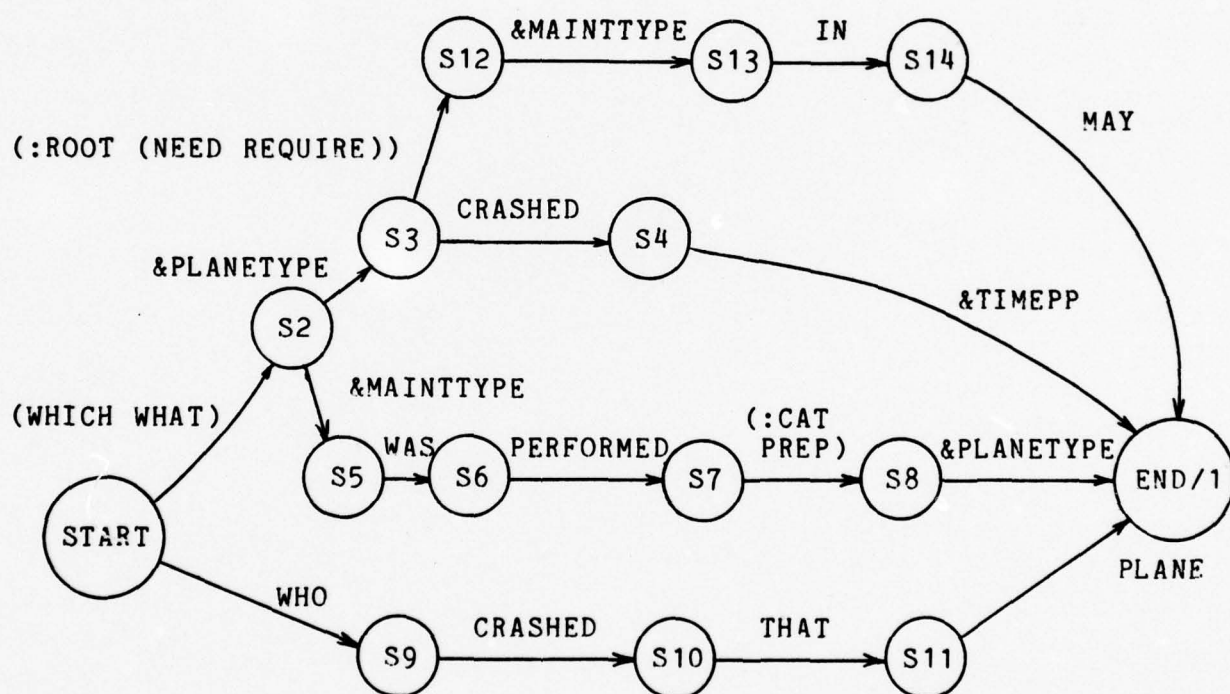 &MAINTTYPE
IN
S12
S13
S14
MAY
(:ROOT (NEED REQUIRE))
CRASHED
S3
S4
&PLANETYPE
&TIMEPP
S2
&MAINTTYPE
(WHICH WHAT)
(:CAT
WAS
PERFORMED
PREP)
&PLANETYPE
S5
S6
S7
S8
END/1
START
PLANE
WHO
CRASHED
THAT
S9
S10
S11